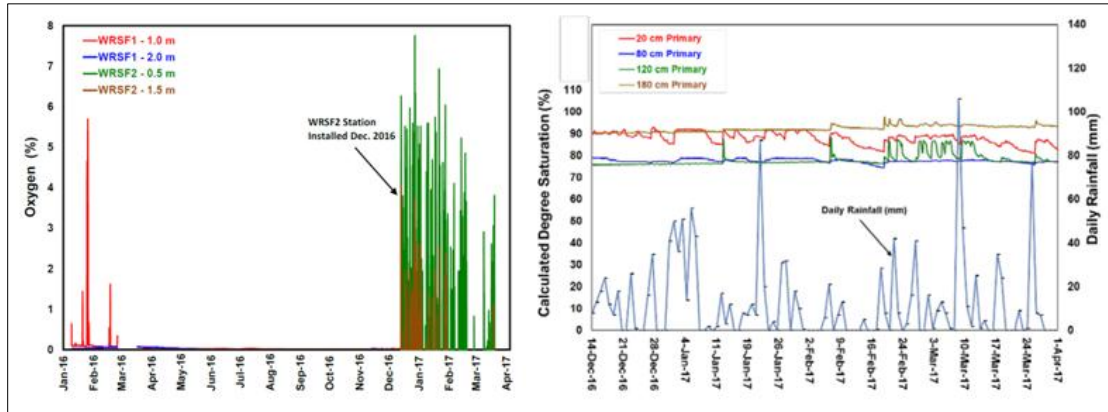 8
7
6
5
4
3
2
1
0
Oxygen (%)
WRSF1 - 1.0 m
WRSF1 - 2.0 m
WRSF2 - 0.5 m
WRSF2 - 1.5 m
WRSF2 Station
Installed Dec. 2016
Jan-16
Feb-16
Mar-16
Apr-16
May-16
Jun-16
Jul-16
Aug-16
Sep-16
Oct-16
Nov-16
Dec-16
Jan-17
Feb-17
Mar-17
Apr-17
20 cm Primary
80 cm Primary
120 cm Primary
180 cm Primary
Calculated Degree Saturation (%)
110
100
90
80
70
60
50
40
30
20
10
0
Daily Rainfall (mm)
140
120
100
80
60
40
20
0
Daily Rainfall (mm)
14-Dec-16
21-Dec-16
28-Dec-16
4-Jan-17
11-Jan-17
19-Jan-17
26-Jan-17
2-Feb-17
9-Feb-17
16-Feb-17
24-Feb-17
3-Mar-17
10-Mar-17
17-Mar-17
24-Mar-17
1-Apr-17